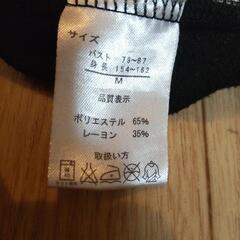 サイズ
バスト 79~87
身長 154~162
M
品質表示
ポリエステル 65%
レーヨン 35%
取扱い方